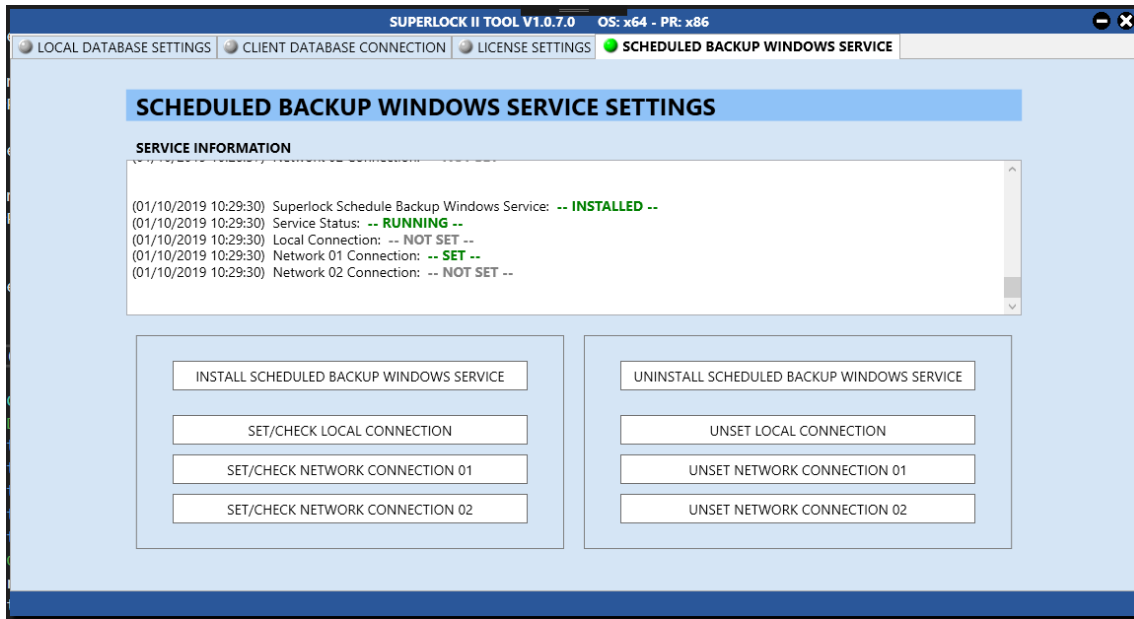 SUPERLOCK II TOOL V1.0.7.0 OS: x64 - PR: x86
LOCAL DATABASE SETTINGS
CLIENT DATABASE CONNECTION
LICENSE SETTINGS
SCHEDULED BACKUP WINDOWS SERVICE
SCHEDULED BACKUP WINDOWS SERVICE SETTINGS
SERVICE INFORMATION
(01/10/2019 10:29:30) Superlock Schedule Backup Windows Service: -- INSTALLED --
(01/10/2019 10:29:30) Service Status: -- RUNNING --
(01/10/2019 10:29:30) Local Connection: -- NOT SET --
(01/10/2019 10:29:30) Network 01 Connection: -- SET --
(01/10/2019 10:29:30) Network 02 Connection: -- NOT SET --
INSTALL SCHEDULED BACKUP WINDOWS SERVICE
SET/CHECK LOCAL CONNECTION
SET/CHECK NETWORK CONNECTION 01
SET/CHECK NETWORK CONNECTION 02
UNINSTALL SCHEDULED BACKUP WINDOWS SERVICE
UNSET LOCAL CONNECTION
UNSET NETWORK CONNECTION 01
UNSET NETWORK CONNECTION 02